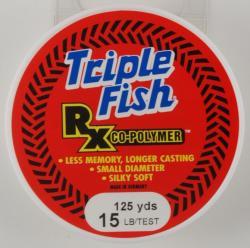 Triple
Fish
RX CO-POLYMER™
• LESS MEMORY, LONGER CASTING
• SMALL DIAMETER
• SILKY SOFT
MADE IN GERMANY
125 yds
15 LB/TEST